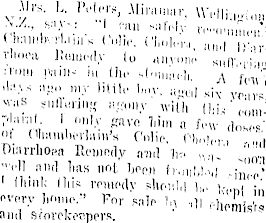 Mrs. L. Peters, Miramar, Wellington
N.Z., says: "I can safely recommend
Chamberlain's Colic, Cholera, and Diar-
rhoea Remedy to anyone suffering
from pains in the stomach. A few
days ago my little boy, aged six years,
was suffering agony with this com-
plaint. I only gave him a few doses
of Chamberlain's Colic, Cholera and
Diarrhoea Remedy and he was soon
well and has not been troubled since.
I think this remedy should be kept in
every home." For sale by all chemists
and storekeepers.